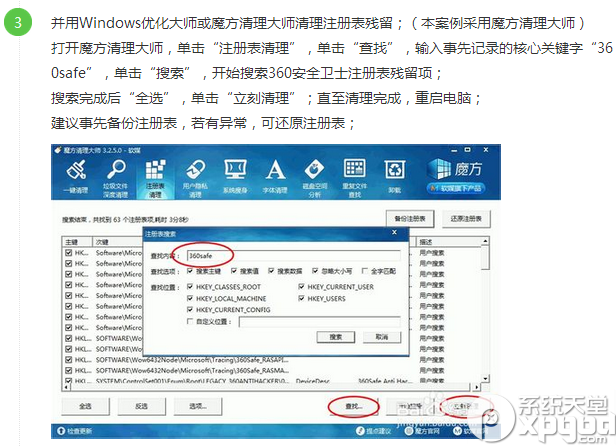 3
并用Windows优化大师或魔方清理大师清理注册表残留；（本案例采用魔方清理大师）
打开魔方清理大师，单击“注册表清理”，单击“查找”，输入事先记录的核心关键字“36
0safe”，单击“搜索”，开始搜索360安全卫士注册表残留项；
搜索完成后“全选”，单击“立刻清理”；直至清理完成，重启电脑；
建议事先备份注册表，若有异常，可还原注册表；
魔方清理大师 3.2.5.0 - 软媒
一键清理
垃圾文件 深度清理
注册表 清理
用户隐私 清理
系统瘦身
字体清理
磁盘空间 分析
重复文件 查找
卸载
魔方
软媒旗下产品
搜索结束，共找到 63 个注册表项,耗时 3分8秒)
备份注册表
还原注册表
主键 次键 描述
HKL... Software\Micro 用户搜索
注册表搜索
查找内容： 360safe
查找选项： 搜索主键 搜索值 搜索数据 忽略大小写 全字匹配
查找位置： HKEY_CLASSES_ROOT HKEY_CURRENT_USER
HKEY_LOCAL_MACHINE HKEY_USERS
HKEY_CURRENT_CONFIG
自定义位置：
搜索 取消
HKL... SOFTWARE\Wow6432Node\Microsoft\Tracing\360Safe_RASAPI... 用户搜索
HKL... SOFTWARE\Wow6432Node\Microsoft\Tracing\360Safe_RASMA... 用户搜索
HKL... SYSTEM\ControlSet001\Enum\Root\LEGACY_360ANTIHACKER\0... DeviceDesc 360Safe Anti Hac... 用户搜索
全选 反选 选项... 查找...
检查更新
提点建议 魔方官网
jingyan.baidu.com
系统天堂
xpgod.com